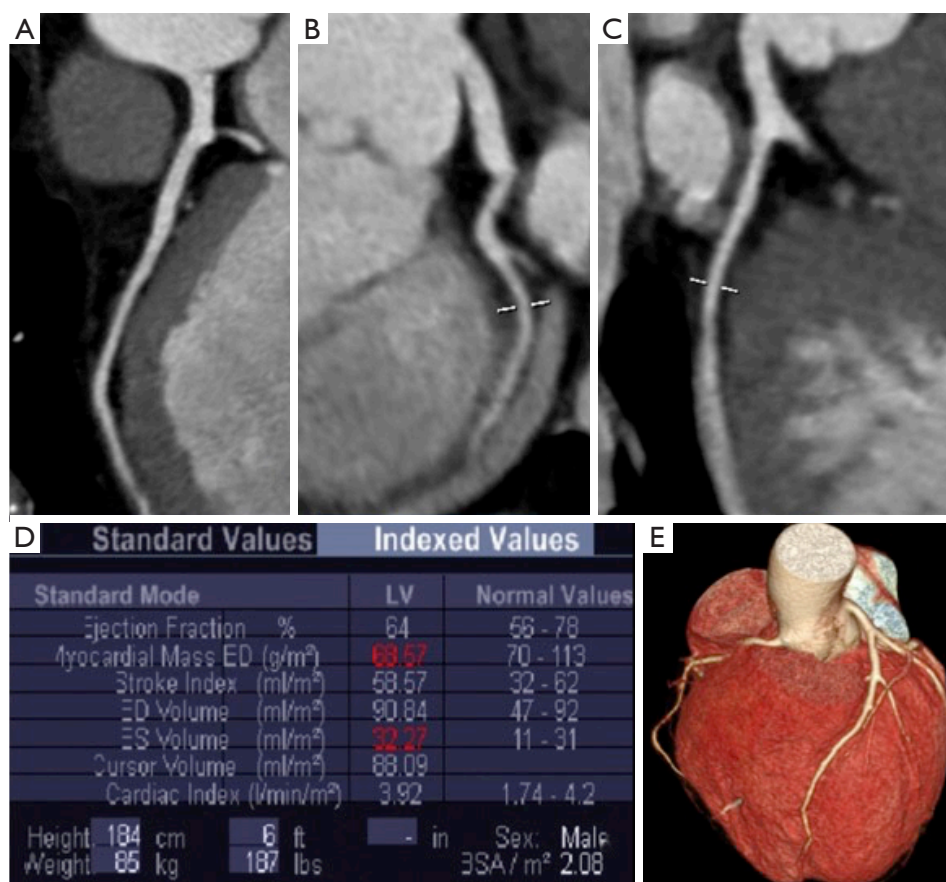 A
B
C
D
Standard Values Indexed Values
Standard Mode LV Normal Values
Ejection Fraction % 64 56 - 78
Myocardial Mass ED (g/m²) 70 - 113
Stroke Index (ml/m²) 58.57 32 - 62
ED Volume (ml/m²) 90.84 47 - 92
ES Volume (ml/m²) 32.27 11 - 31
Cursor Volume (ml/m²) 88.09
Cardiac Index (l/min/m²) 3.92 1.74 - 4.2
Height: 184 cm 6 ft - in Sex: Male
Weight: 85 kg 187 lbs BSA / m² 2.08
E